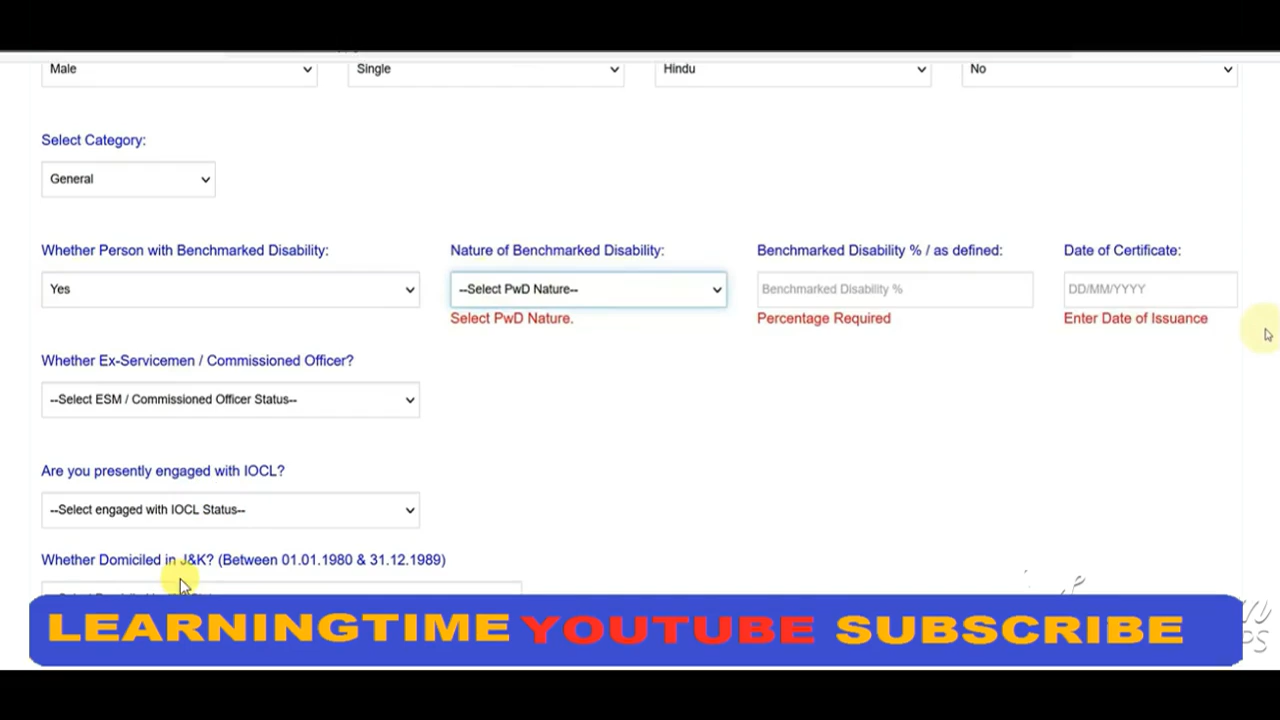 Male Single Hindu No
Select Category:
General
Whether Person with Benchmarked Disability: Nature of Benchmarked Disability: Benchmarked Disability % / as defined: Date of Certificate:
Yes --Select PwD Nature-- Benchmarked Disability % DD/MM/YYYY
Select PwD Nature. Percentage Required Enter Date of Issuance
Whether Ex-Servicemen / Commissioned Officer?
--Select ESM / Commissioned Officer Status--
Are you presently engaged with IOCL?
--Select engaged with IOCL Status--
Whether Domiciled in J&K? (Between 01.01.1980 & 31.12.1989)
LEARNINGTIME YOUTUBE SUBSCRIBE